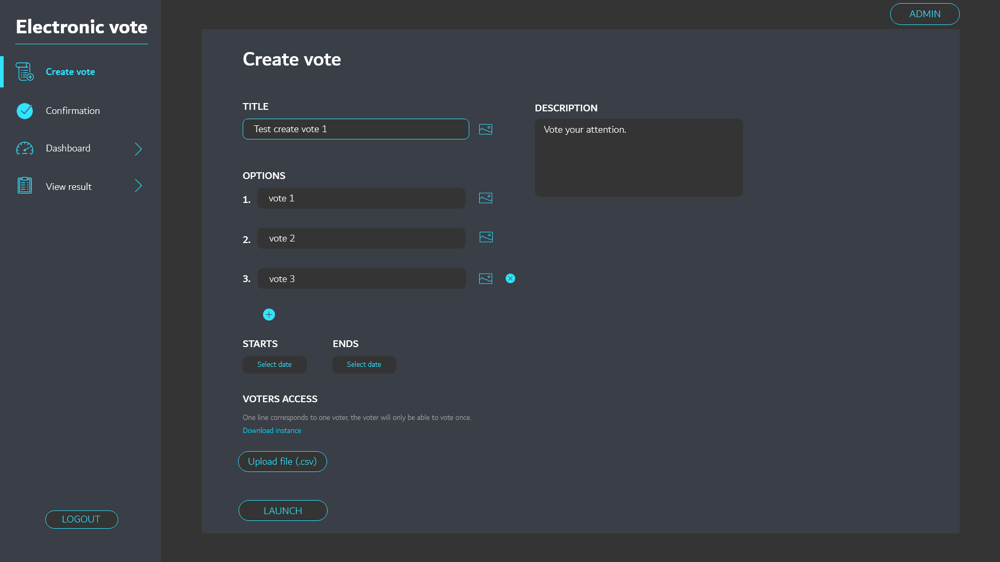 Electronic vote
Create vote
Confirmation
Dashboard
View result
LOGOUT
ADMIN
Create vote
TITLE
Test create vote 1
DESCRIPTION
Vote your attention.
OPTIONS
1. vote 1
2. vote 2
3. vote 3
STARTS ENDS
Select date Select date
VOTERS ACCESS
One line corresponds to one voter, the voter will only be able to vote once.
Download instance
Upload file (.csv)
LAUNCH